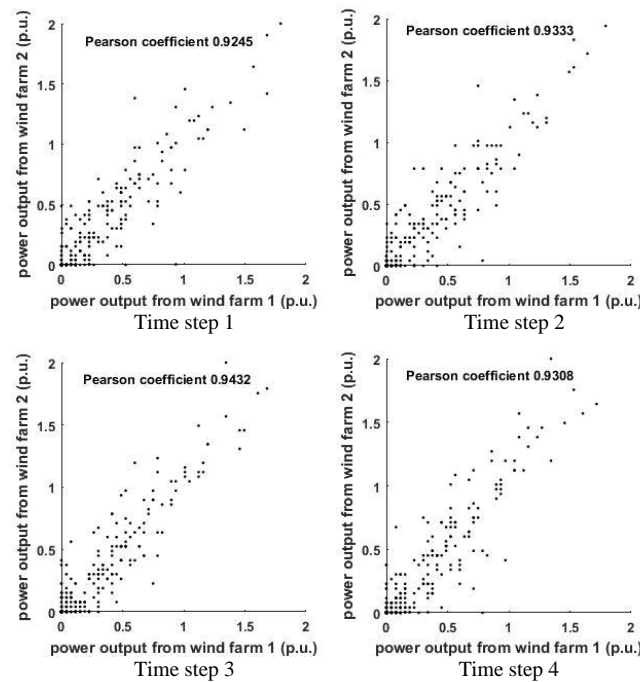 power output from wind farm 2 (p.u.)
2
1.5
1
0.5
0
Pearson coefficient 0.9245
0 0.5 1 1.5 2
power output from wind farm 1 (p.u.)
Time step 1
power output from wind farm 2 (p.u.)
2
1.5
1
0.5
0
Pearson coefficient 0.9333
0 0.5 1 1.5 2
power output from wind farm 1 (p.u.)
Time step 2
power output from wind farm 2 (p.u.)
2
1.5
1
0.5
0
Pearson coefficient 0.9432
0 0.5 1 1.5 2
power output from wind farm 1 (p.u.)
Time step 3
power output from wind farm 2 (p.u.)
2
1.5
1
0.5
0
Pearson coefficient 0.9308
0 0.5 1 1.5 2
power output from wind farm 1 (p.u.)
Time step 4